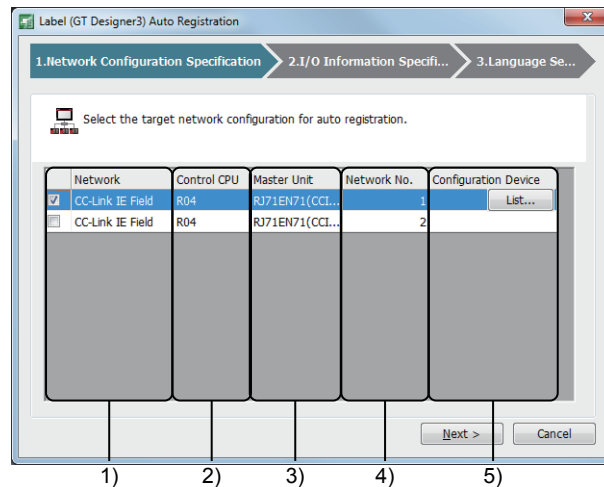 Label (GT Designer3) Auto Registration
1.Network Configuration Specification 2.I/O Information Specifi... 3.Language Se...
Select the target network configuration for auto registration.
Network Control CPU Master Unit Network No. Configuration Device
CC-Link IE Field R04 RJ71EN71(CCI... 1 List...
CC-Link IE Field R04 RJ71EN71(CCI... 2
Next > Cancel
1) 2) 3) 4) 5)